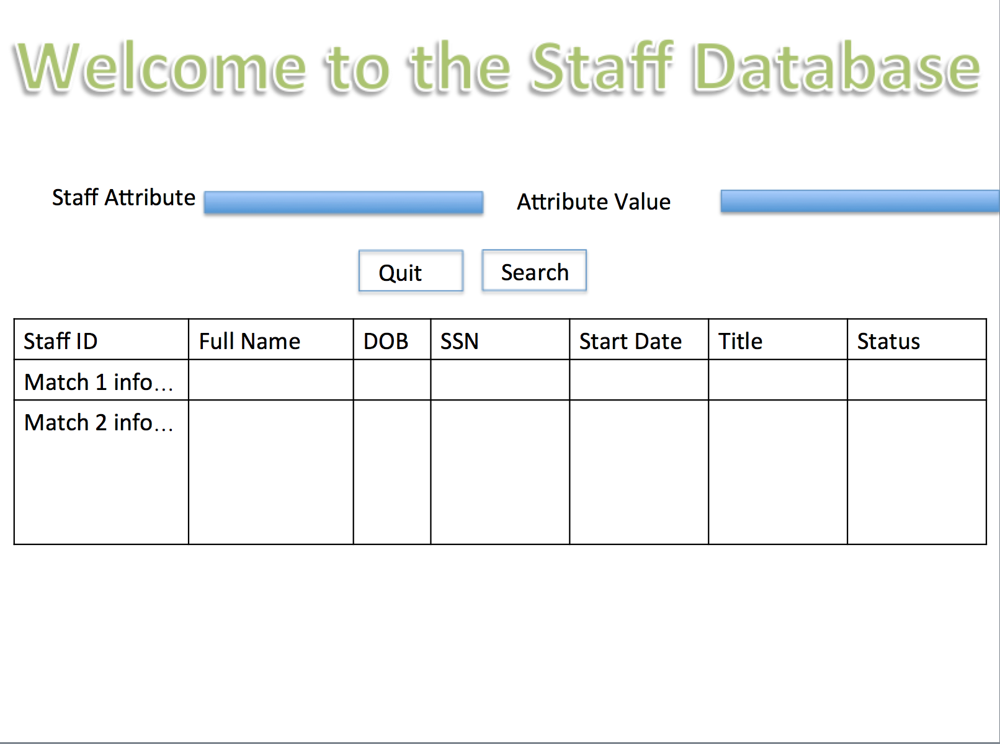 Welcome to the Staff Database
Staff Attribute
Attribute Value
Quit
Search
Staff ID Full Name DOB SSN Start Date Title Status
Match 1 info...
Match 2 info...